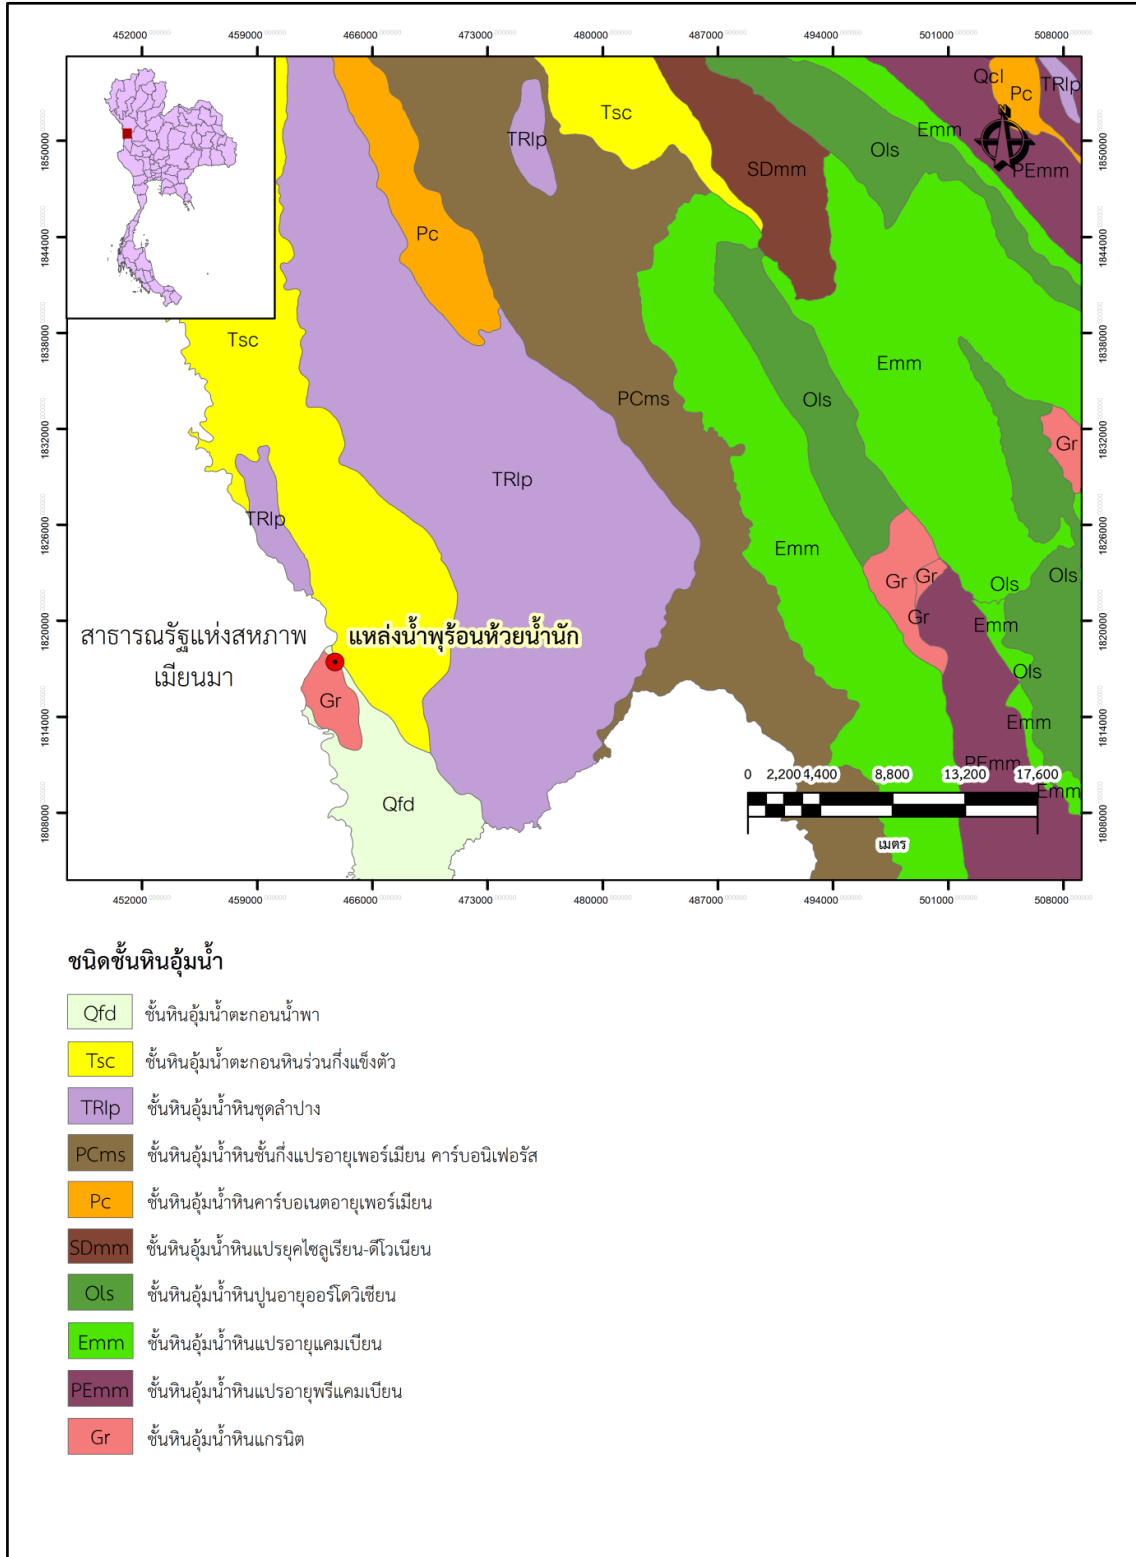 452000 459000 466000 473000 480000 487000 494000 501000 508000
Qcl
Pc
TRlp
Tsc
TRlp
Emm
1850000
1850000
Ols
N
SDmm
PEmm
Pc
1844000
1844000
1838000
1838000
Tsc
Emm
PCms
Ols
1832000
1832000
Gr
TRlp
TRlp
1826000
1826000
Emm
Gr
Gr
Ols
Ols
Gr
1820000
1820000
Emm
สาธารณรัฐแห่งสหภาพ
เมียนมา
แหล่งน้ำพุร้อนห้วยน้ำนัก
Ols
Gr
1814000
1814000
Emm
PEmm
Emm
0 2,200 4,400 8,800 13,200 17,600
เมตร
Qfd
1808000
1808000
452000 459000 466000 473000 480000 487000 494000 501000 508000
ชนิดชั้นหินอุ้มน้ำ
Qfd ชั้นหินอุ้มน้ำตะกอนน้ำพา
Tsc ชั้นหินอุ้มน้ำตะกอนหินร่วนกึ่งแข็งตัว
TRlp ชั้นหินอุ้มน้ำหินชุดลำปาง
PCms ชั้นหินอุ้มน้ำหินชั้นกึ่งแปรอายุเพอร์เมียน คาร์บอนิเฟอรัส
Pc ชั้นหินอุ้มน้ำหินคาร์บอเนตอายุเพอร์เมียน
SDmm ชั้นหินอุ้มน้ำหินแปรยุคไซลูเรียน-ดีโวเนียน
Ols ชั้นหินอุ้มน้ำหินปูนอายุออร์โดวิเชียน
Emm ชั้นหินอุ้มน้ำหินแปรอายุแคมเบียน
PEmm ชั้นหินอุ้มน้ำหินแปรอายุพรีแคมเบียน
Gr ชั้นหินอุ้มน้ำหินแกรนิต